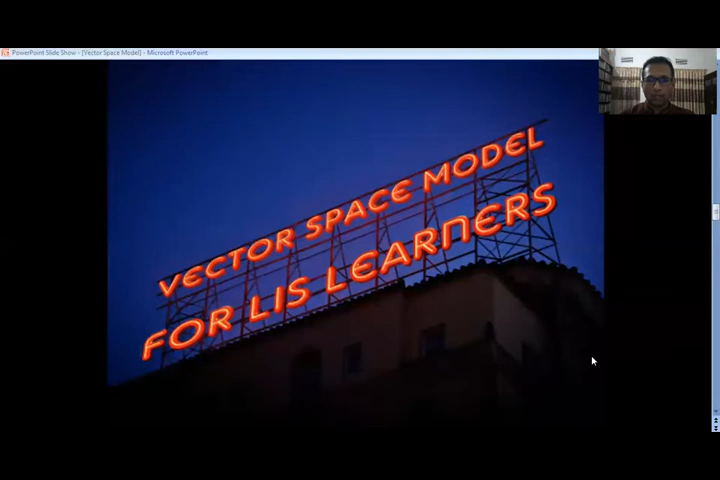 PowerPoint Slide Show - [Vector Space Model] - Microsoft PowerPoint
VECTOR SPACE MODEL
FOR LIS LEARNERS